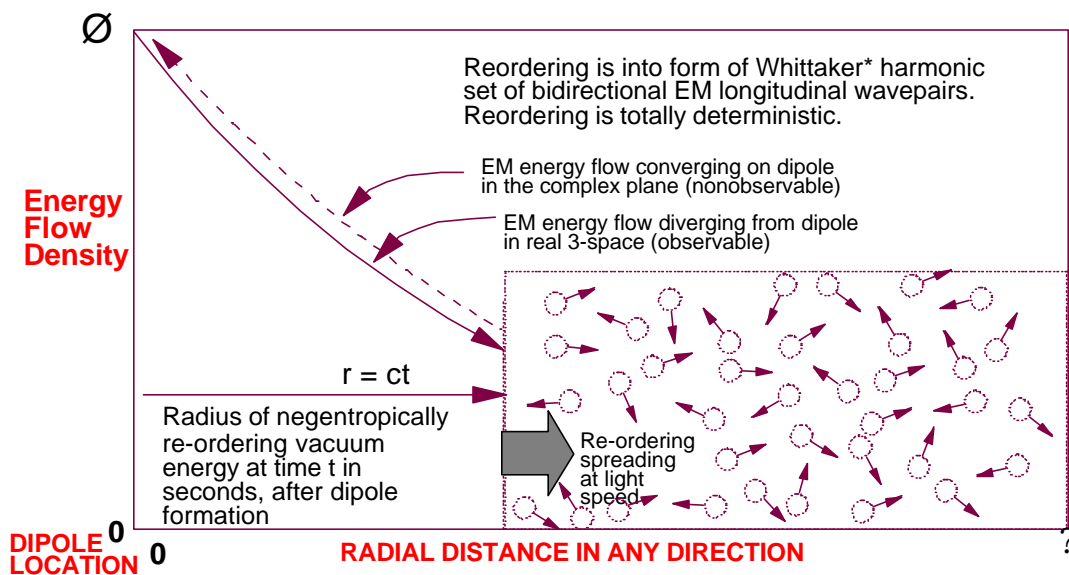 Ø
Reordering is into form of Whittaker* harmonic
set of bidirectional EM longitudinal wavepairs.
Reordering is totally deterministic.
EM energy flow converging on dipole
in the complex plane (nonobservable)
EM energy flow diverging from dipole
in real 3-space (observable)
Energy
Flow
Density
r = ct
Radius of negentropically
re-ordering vacuum
energy at time t in
seconds, after dipole
formation
Re-ordering
spreading
at light
speed.
0
DIPOLE
LOCATION
0
RADIAL DISTANCE IN ANY DIRECTION
?